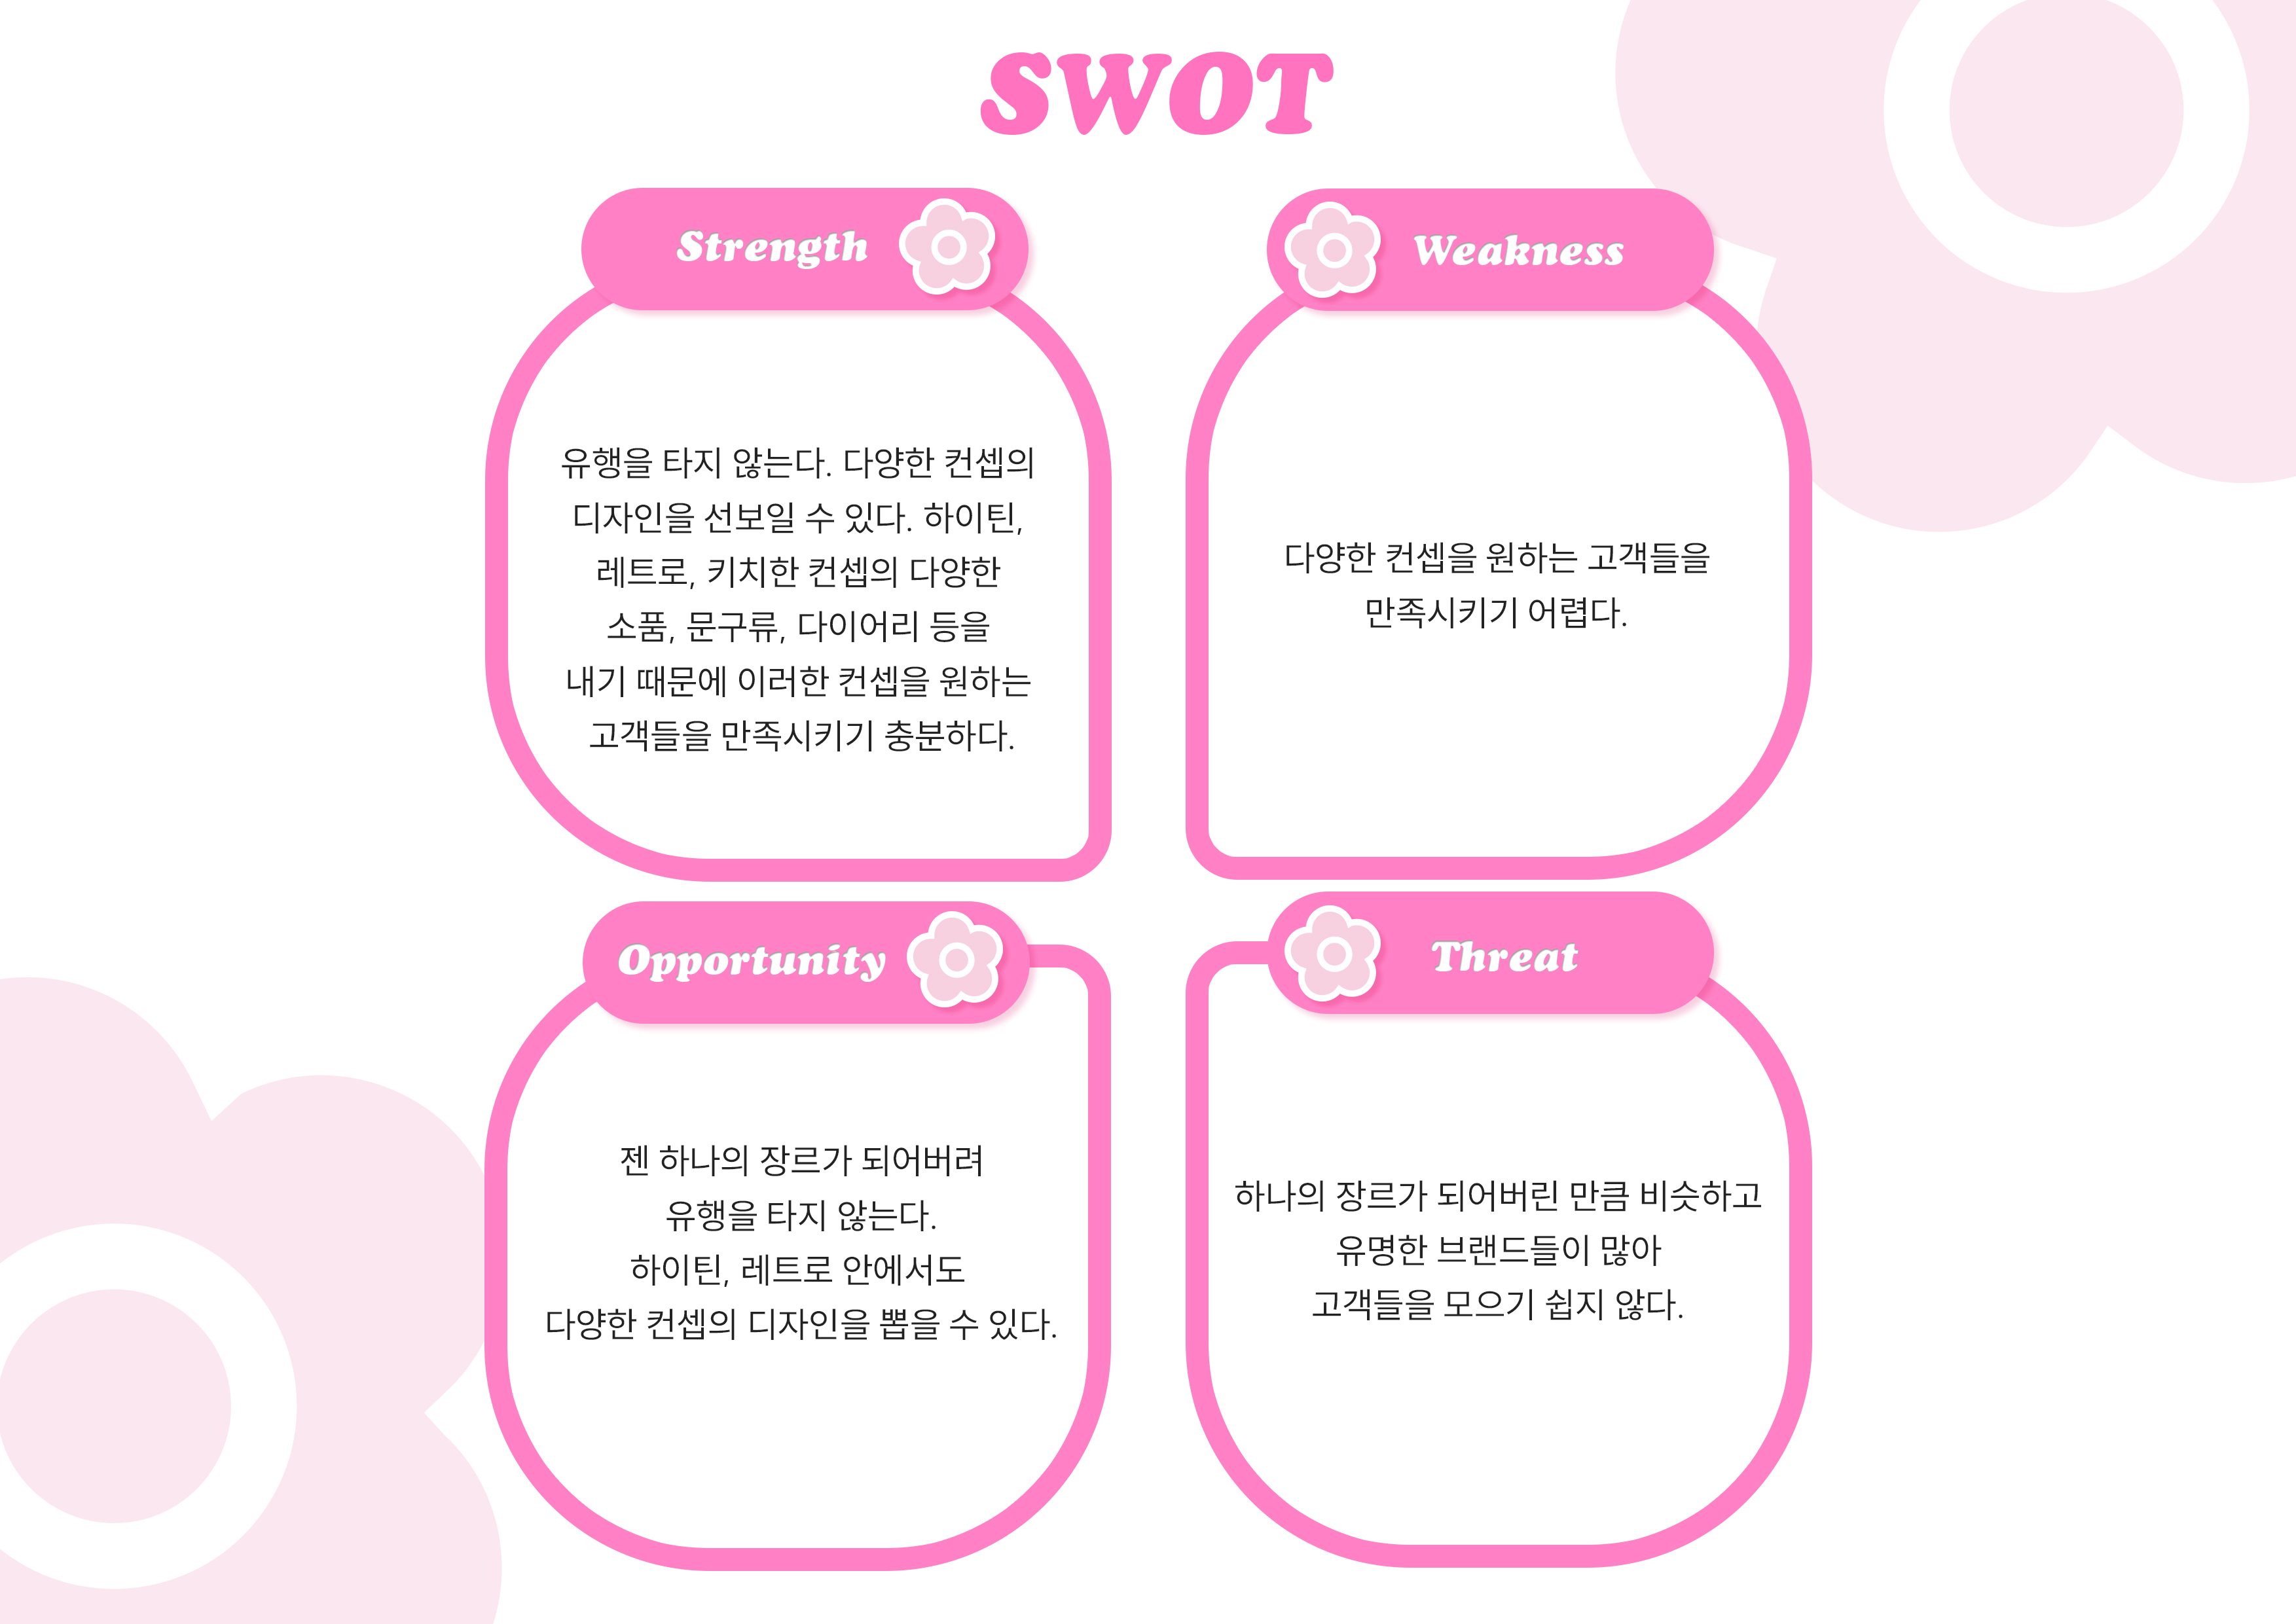 SWOT
Strength
유행을 타지 않는다. 다양한 컨셉의
디자인을 선보일 수 있다. 하이틴,
레트로, 키치한 컨셉의 다양한
소품, 문구류, 다이어리 등을
내기 때문에 이러한 컨셉을 원하는
고객들을 만족시키기 충분하다.
Weakness
다양한 컨셉을 원하는 고객들을
만족시키기 어렵다.
Opportunity
젠 하나의 장르가 되어버려
유행을 타지 않는다.
하이틴, 레트로 안에서도
다양한 컨셉의 디자인을 뽑을 수 있다.
Threat
하나의 장르가 되어버린 만큼 비슷하고
유명한 브랜드들이 많아
고객들을 모으기 쉽지 않다.